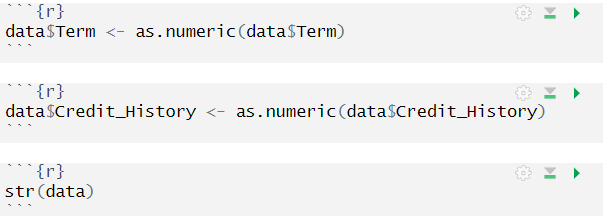 ```{r}
data$Term <- as.numeric(data$Term)
```
```{r}
data$Credit_History <- as.numeric(data$Credit_History)
```
```{r}
str(data)
```